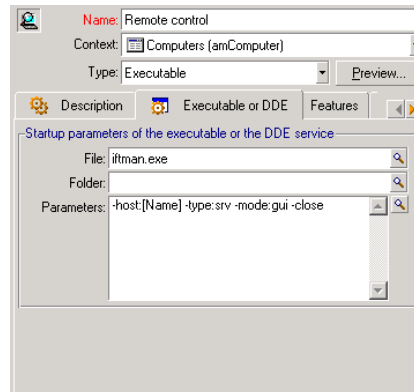 Name: Remote control
Context: Computers (amComputer)
Type: Executable Preview...
Description Executable or DDE Features
Startup parameters of the executable or the DDE service
File: iftman.exe
Folder:
Parameters: -host:[Name] -type:srv -mode:gui -close